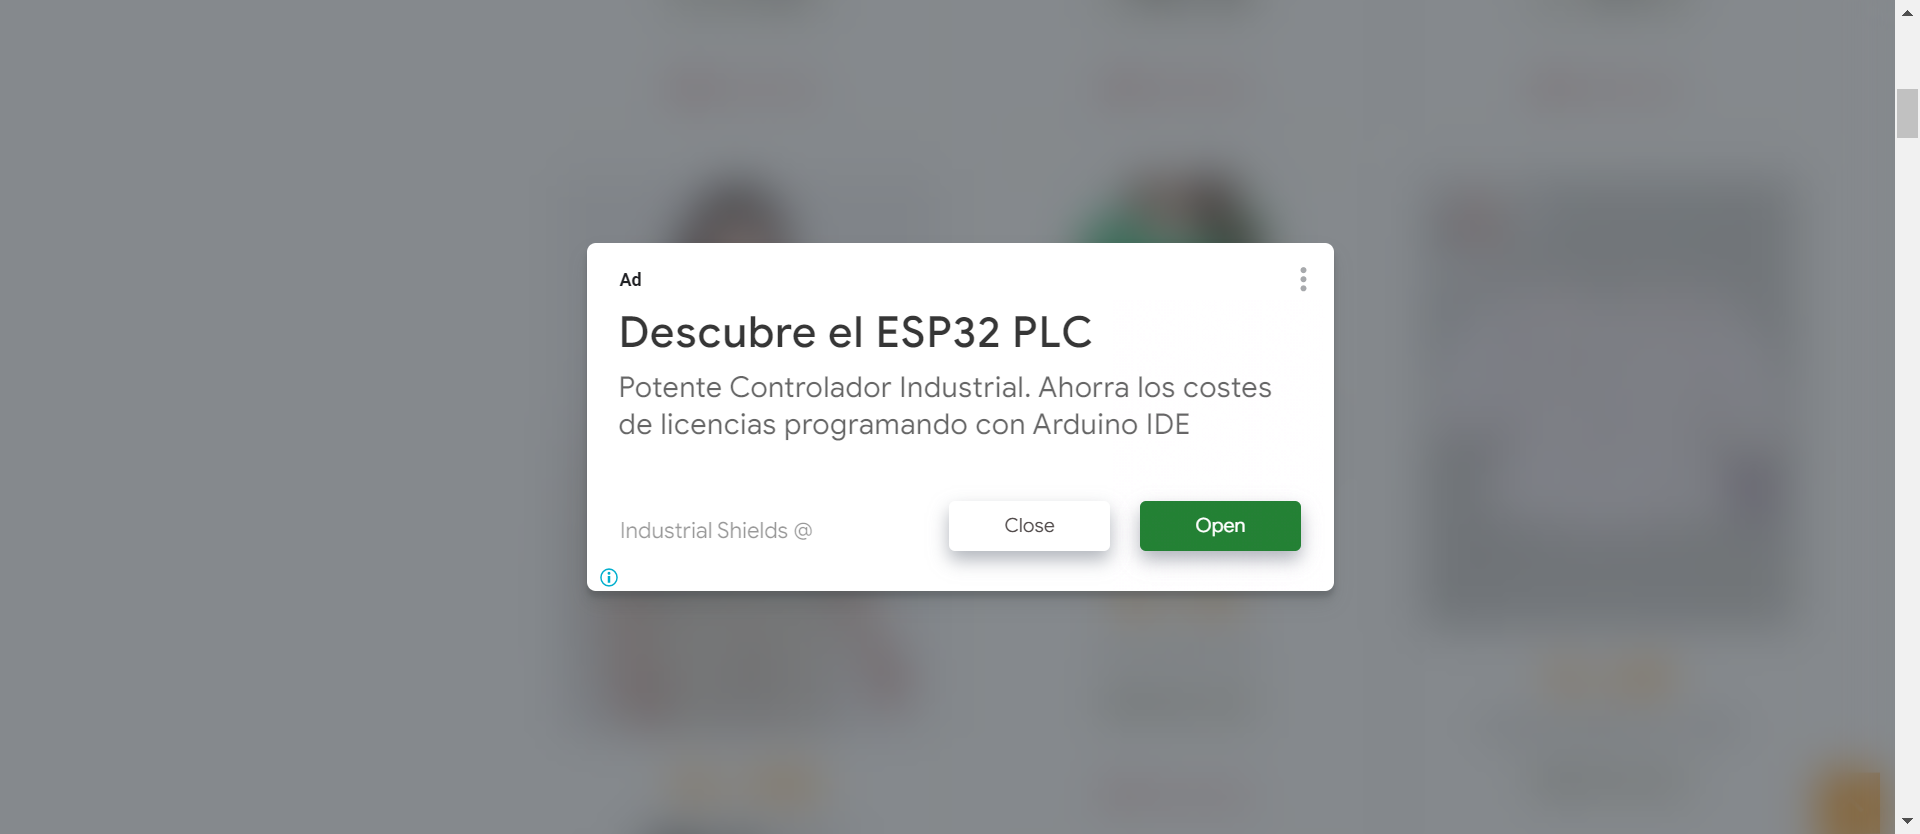 Ad
Descubre el ESP32 PLC
Potente Controlador Industrial. Ahorra los costes
de licencias programando con Arduino IDE
Industrial Shields @
Close
Open